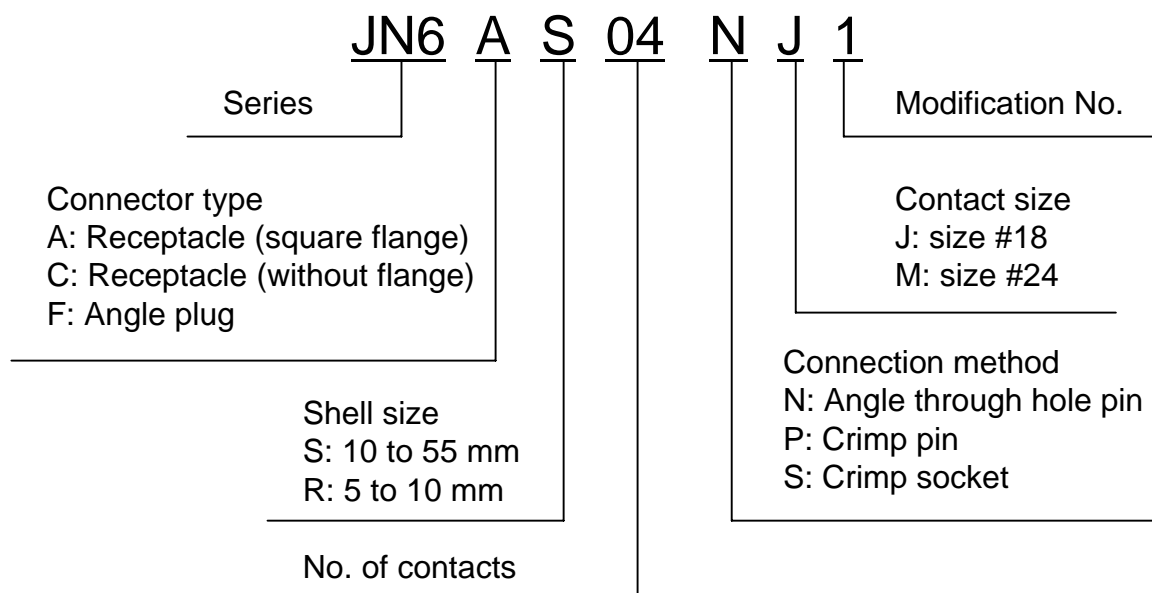 JN6 A S 04 N J 1
Series
Modification No.
Connector type
A: Receptacle (square flange)
C: Receptacle (without flange)
F: Angle plug
Contact size
J: size #18
M: size #24
Shell size
S: 10 to 55 mm
R: 5 to 10 mm
Connection method
N: Angle through hole pin
P: Crimp pin
S: Crimp socket
No. of contacts